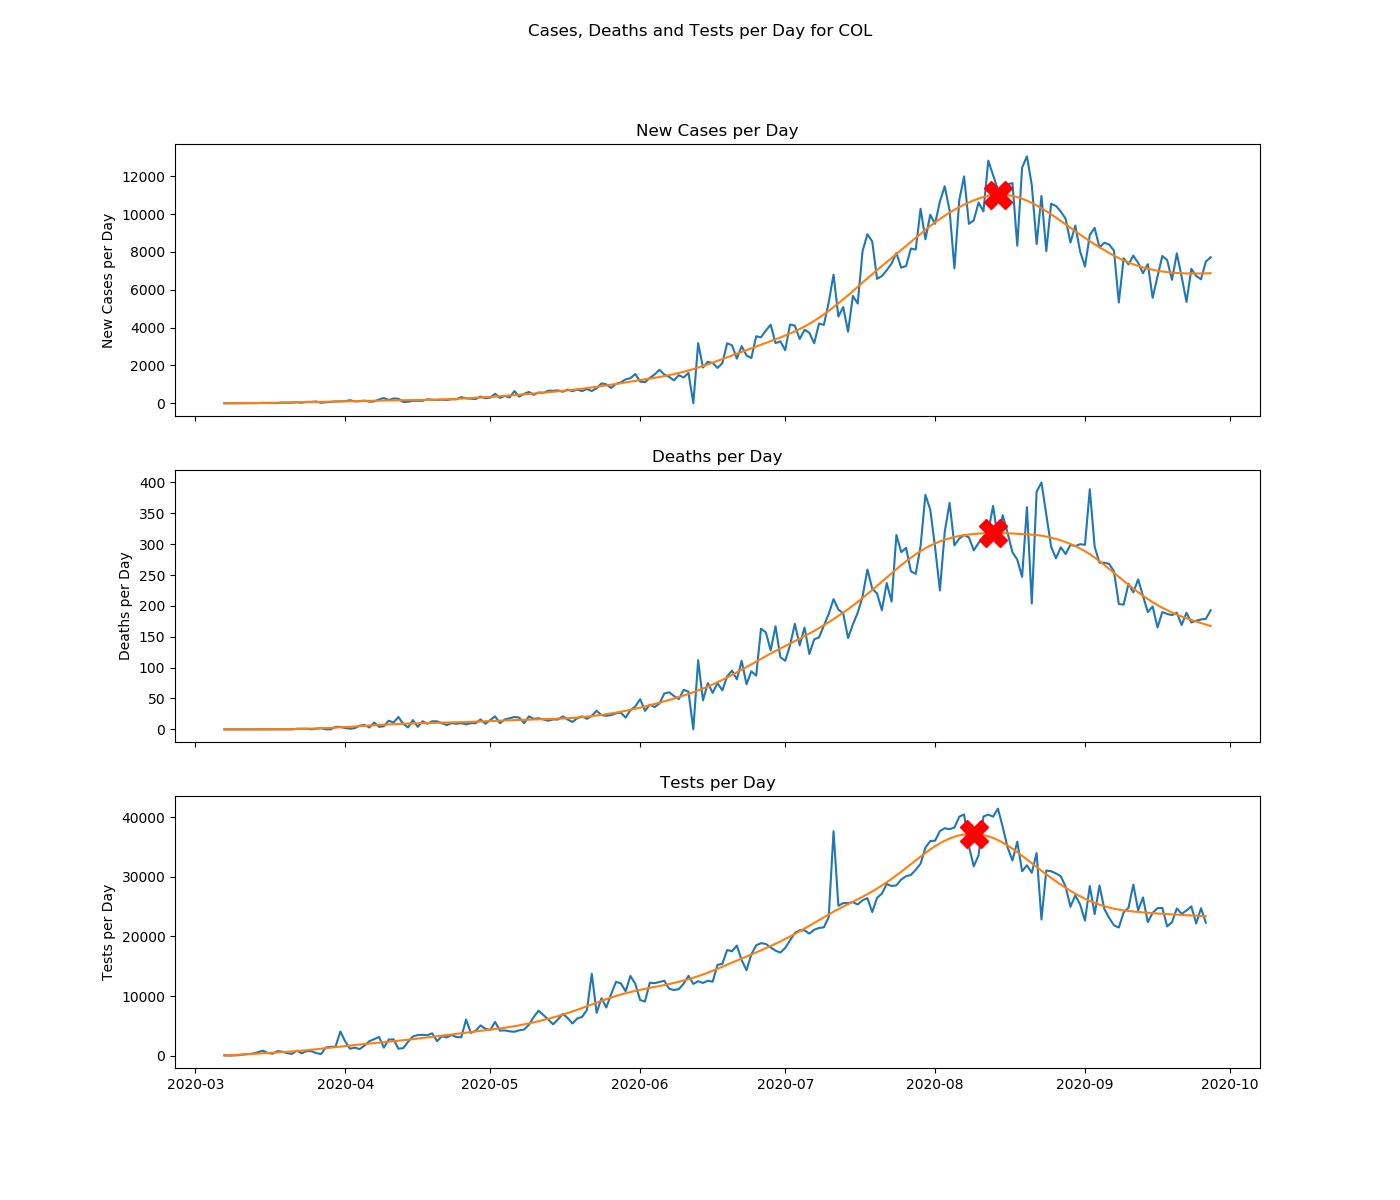 Cases, Deaths and Tests per Day for COL
New Cases per Day
New Cases per Day
12000
10000
8000
6000
4000
2000
0
Deaths per Day
Deaths per Day
400
350
300
250
200
150
100
50
0
Tests per Day
Tests per Day
40000
30000
20000
10000
0
2020-03 2020-04 2020-05 2020-06 2020-07 2020-08 2020-09 2020-10